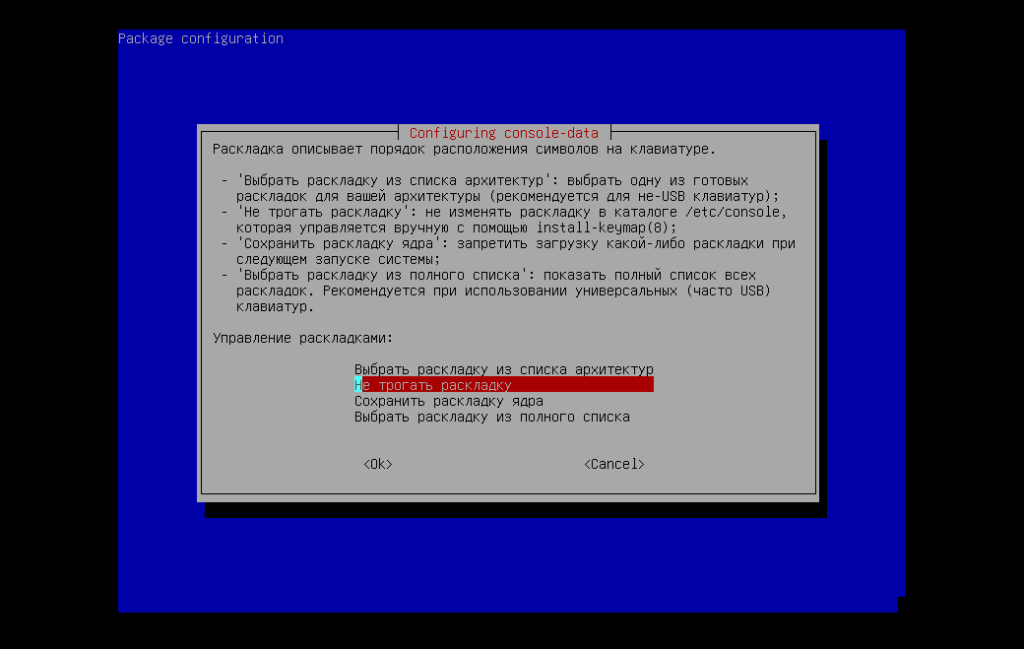 Package configuration
Configuring console-data
Раскладка описывает порядок расположения символов на клавиатуре.
- 'Выбрать раскладку из списка архитектур': выбрать одну из готовых
раскладок для вашей архитектуры (рекомендуется для не-USB клавиатур);
- 'Не трогать раскладку': не изменять раскладку в каталоге /etc/console,
которая управляется вручную с помощью install-keymap(8);
- 'Сохранить раскладку ядра': запретить загрузку какой-либо раскладки при
следующем запуске системы;
- 'Выбрать раскладку из полного списка': показать полный список всех
раскладок. Рекомендуется при использовании универсальных (часто USB)
клавиатур.
Управление раскладками:
Выбрать раскладку из списка архитектур
Не трогать раскладку
Сохранить раскладку ядра
Выбрать раскладку из полного списка
<Ok> <Cancel>